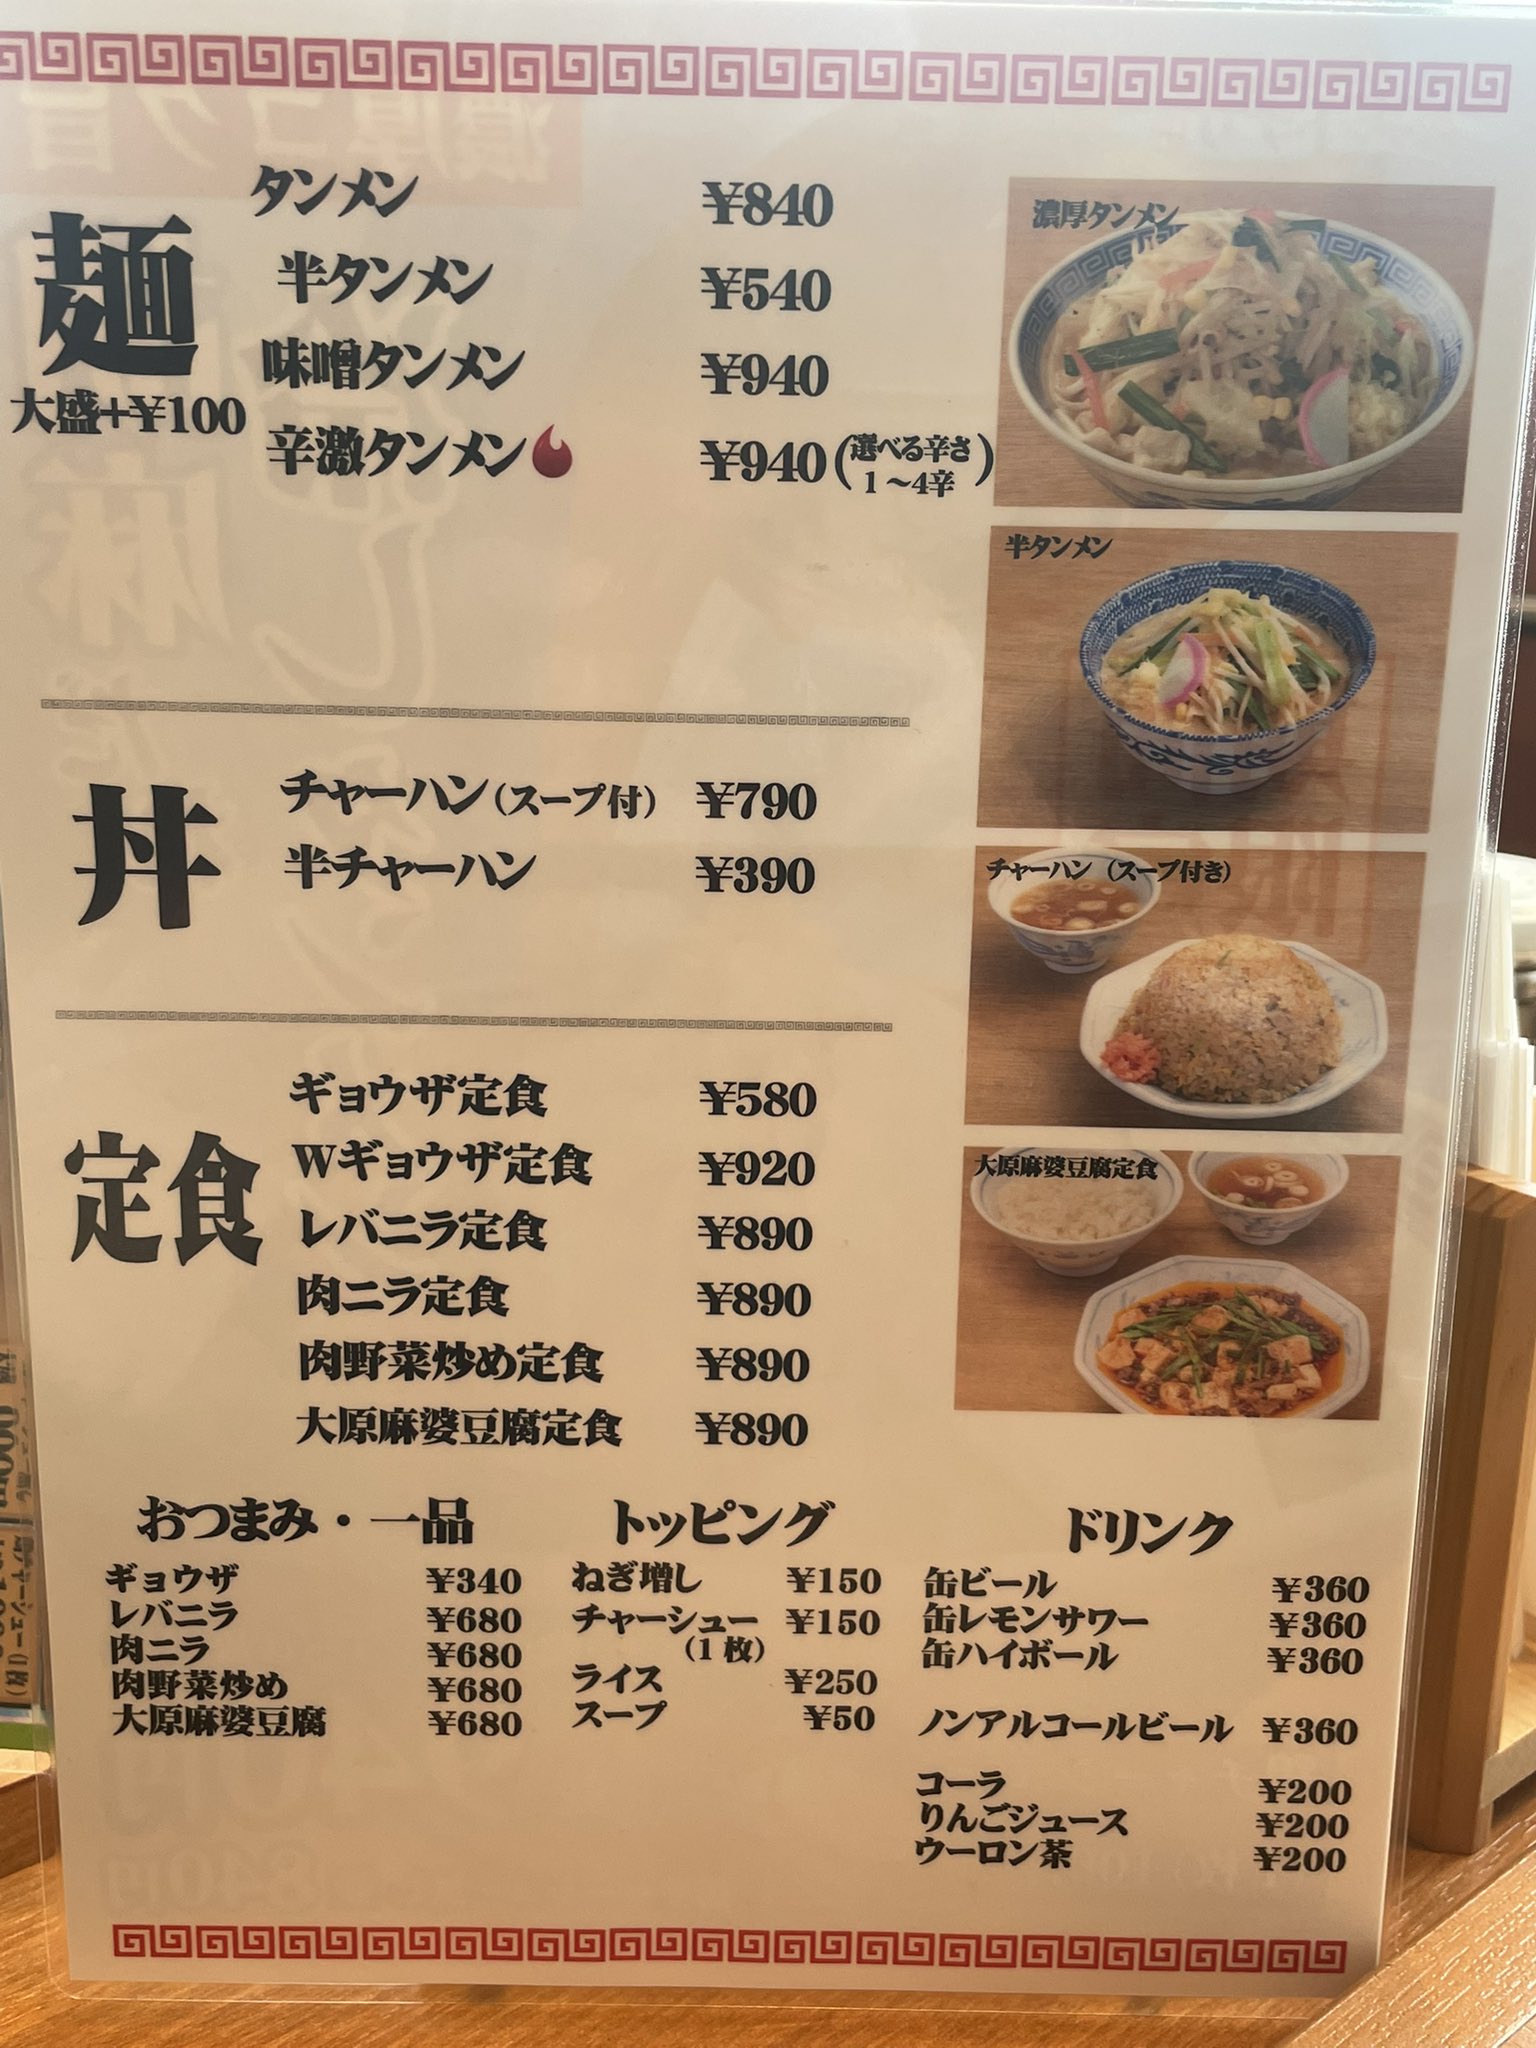 麺
大盛+¥100
タンメン ¥840
半タンメン ¥540
味噌タンメン ¥940
辛激タンメン ¥940(選べる辛さ
1〜4辛)
濃厚タンメン
半タンメン
丼
チャーハン(スープ付) ¥790
半チャーハン ¥390
チャーハン (スープ付き)
定食
ギョウザ定食 ¥580
Wギョウザ定食 ¥920
レバニラ定食 ¥890
肉ニラ定食 ¥890
肉野菜炒め定食 ¥890
大原麻婆豆腐定食 ¥890
大原麻婆豆腐定食
おつまみ・一品
ギョウザ ¥340
レバニラ ¥680
肉ニラ ¥680
肉野菜炒め ¥680
大原麻婆豆腐 ¥680
トッピング
ねぎ増し ¥150
チャーシュー ¥150
(1枚)
ライス ¥250
スープ ¥50
ドリンク
缶ビール ¥360
缶レモンサワー ¥360
缶ハイボール ¥360
ノンアルコールビール ¥360
コーラ ¥200
りんごジュース ¥200
ウーロン茶 ¥200